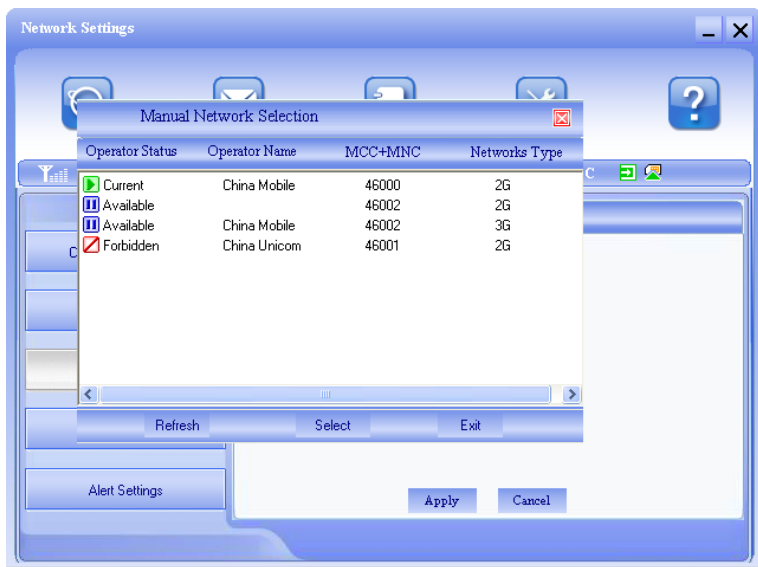 Network Settings
Manual Network Selection
Operator Status Operator Name MCC+MNC Networks Type
C
Current China Mobile 46000 2G
Available 46002 2G
Available China Mobile 46002 3G
Forbidden China Unicom 46001 2G
C
Refresh Select Exit
Alert Settings
Apply Cancel